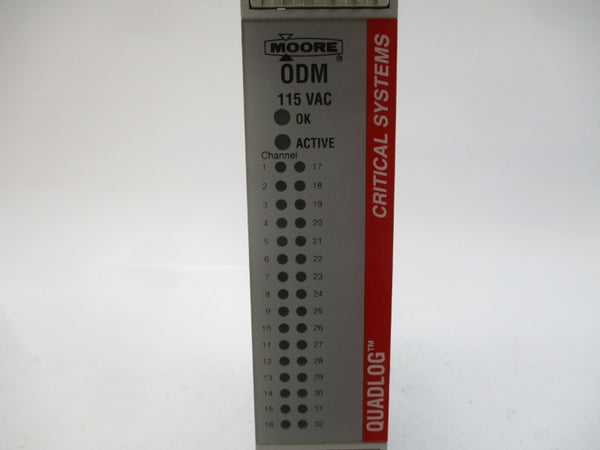 MOORE
®
ODM
115 VAC
OK
ACTIVE
Channel
1 17
2 18
3 19
4 20
5 21
6 22
7 23
8 24
9 25
10 26
11 27
12 28
13 29
14 30
15 31
16 32
CRITICAL SYSTEMS
QUADLOG™